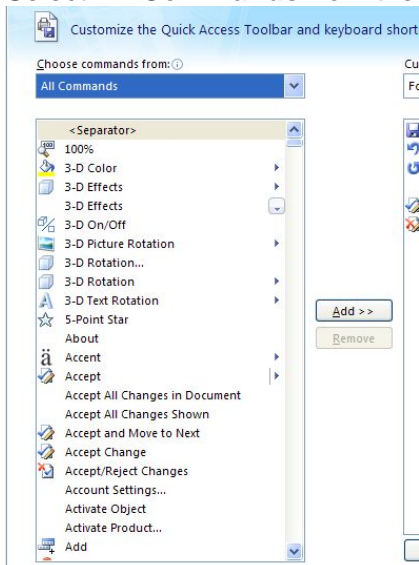 Customize the Quick Access Toolbar and keyboard short
Choose commands from:
All Commands
<Separator>
100%
3-D Color
3-D Effects
3-D Effects
3-D On/Off
3-D Picture Rotation
3-D Rotation...
3-D Rotation
3-D Text Rotation
5-Point Star
About
ä Accent
Accept
Accept All Changes in Document
Accept All Changes Shown
Accept and Move to Next
Accept Change
Accept/Reject Changes
Account Settings...
Activate Object
Activate Product...
Add
Cu
Fo
Add >>
Remove